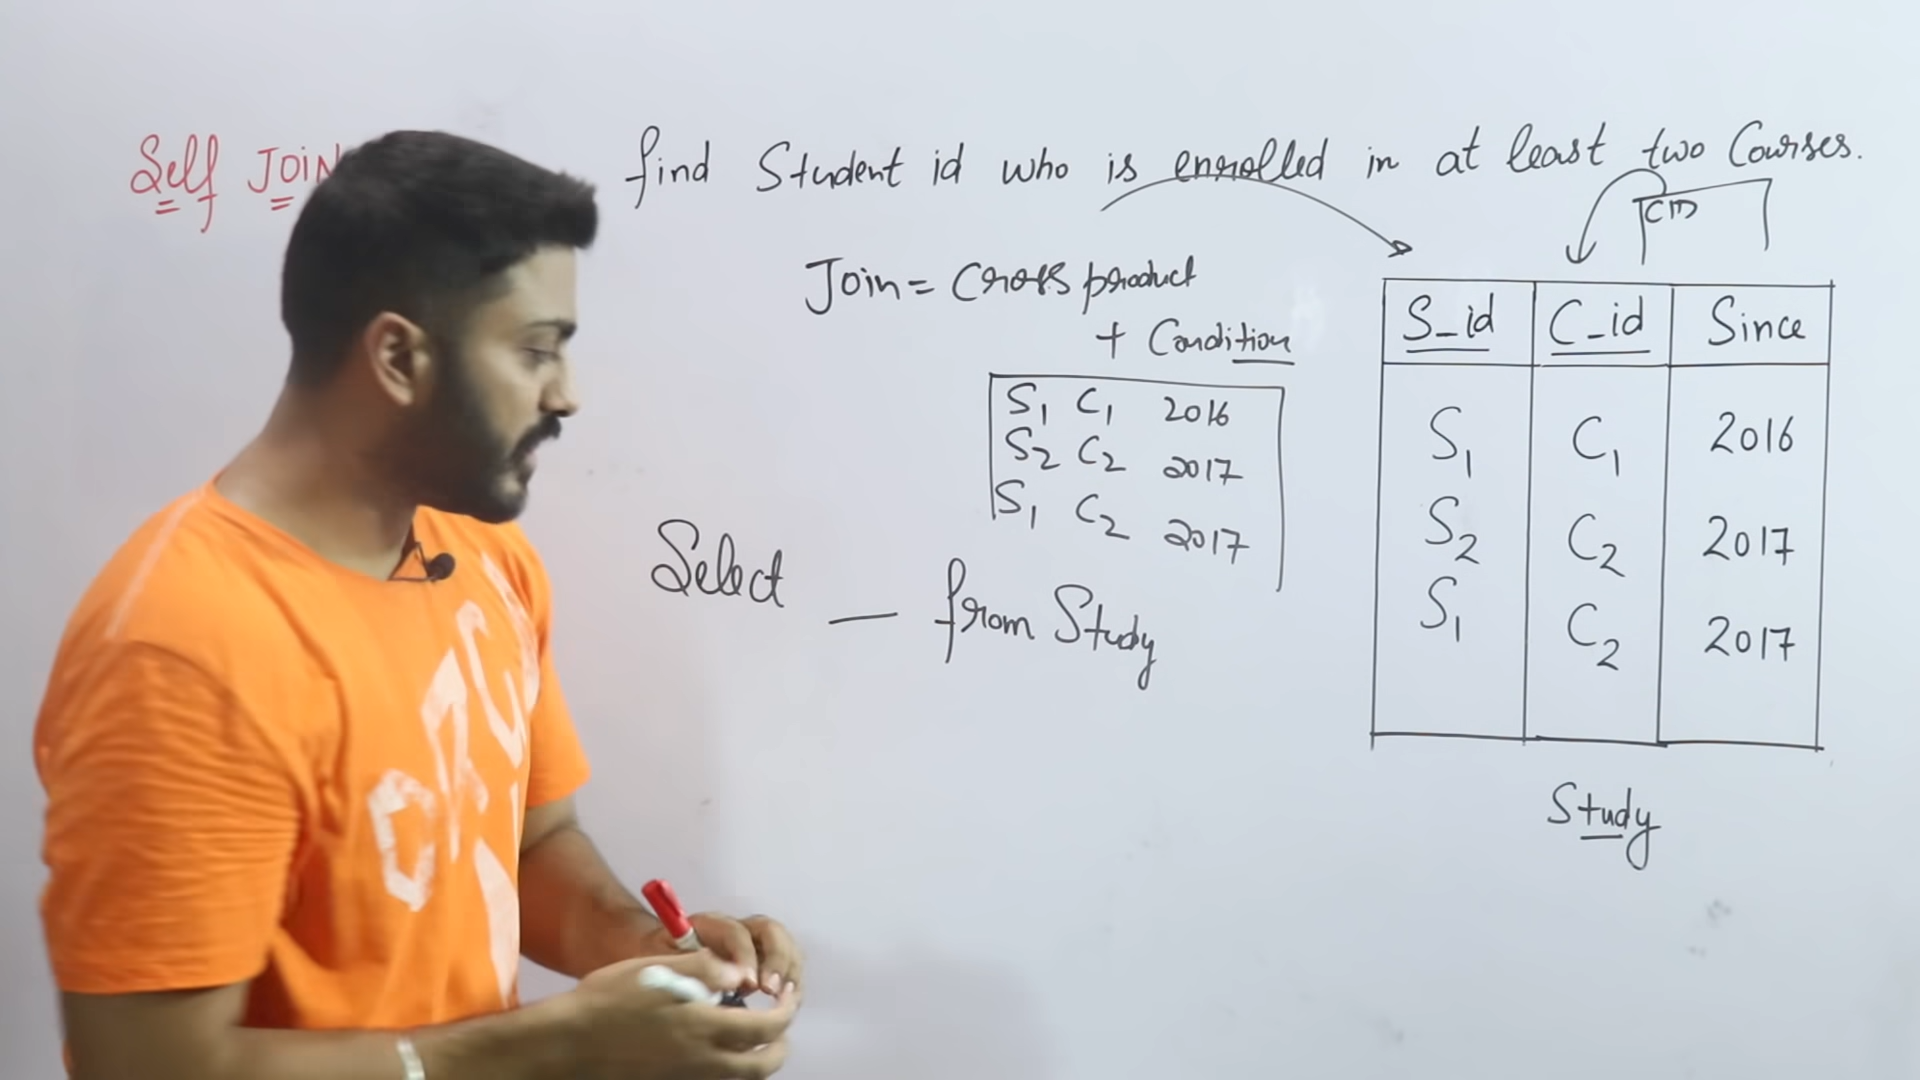 Self JOIN
find Student id who is enrolled in at least two Courses.
Join = Cross product
+ Condition
S1 C1 2016
S2 C2 2017
S1 C2 2017
Select — from Study
S_id C_id Since
S1 C1 2016
S2 C2 2017
S1 C2 2017
Study